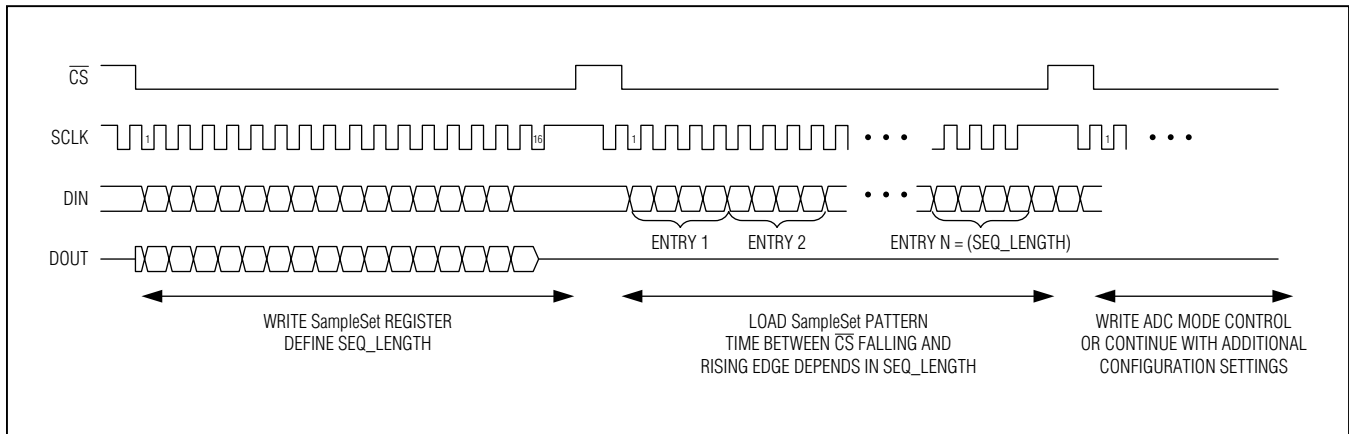 CS
SCLK
1
16
1
• • •
1
• • •
DIN
• • •
ENTRY 1
ENTRY 2
ENTRY N = (SEQ_LENGTH)
DOUT
WRITE SampleSet REGISTER
DEFINE SEQ_LENGTH
LOAD SampleSet PATTERN
TIME BETWEEN CS FALLING AND
RISING EDGE DEPENDS IN SEQ_LENGTH
WRITE ADC MODE CONTROL
OR CONTINUE WITH ADDITIONAL
CONFIGURATION SETTINGS